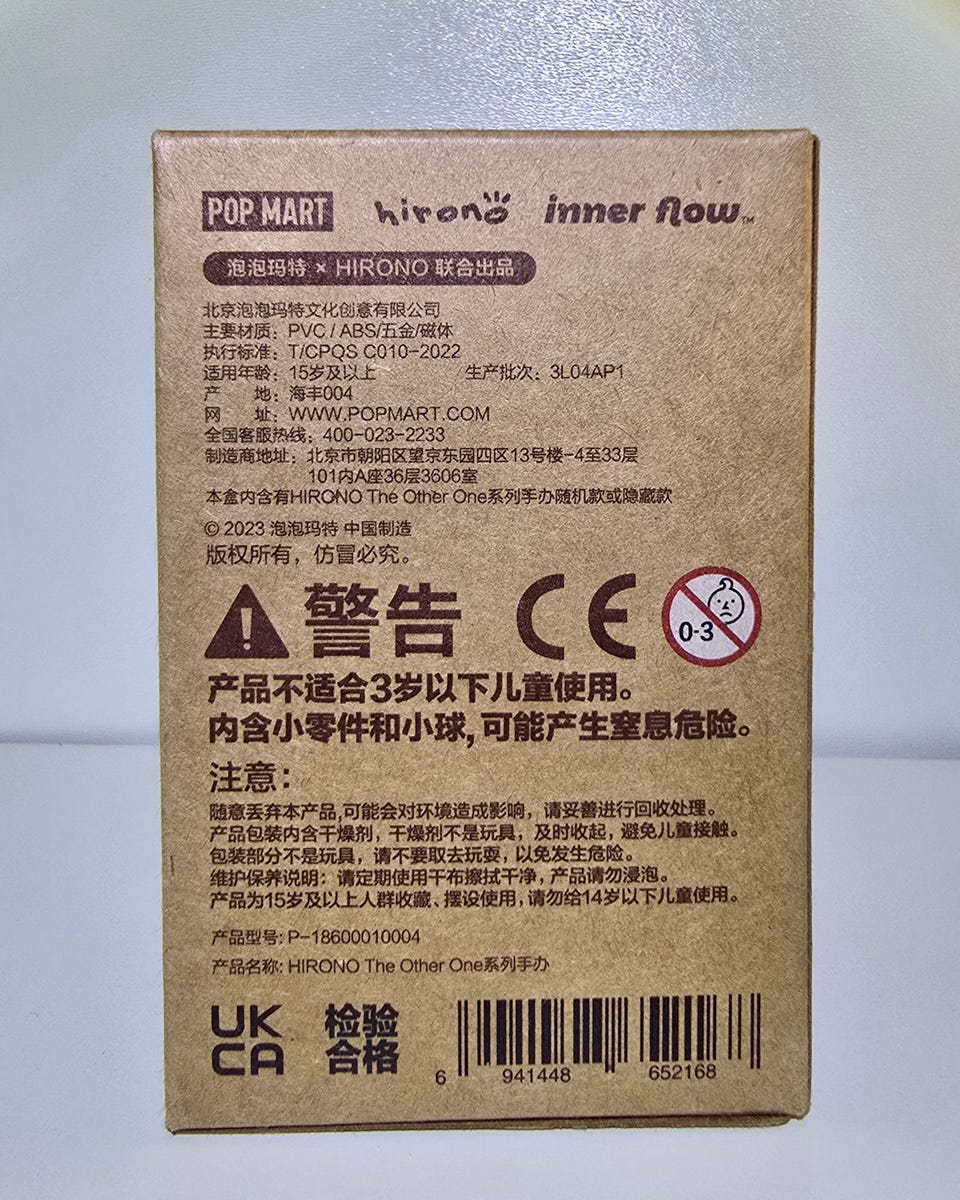 POP MART hirono inner flow™
泡泡玛特 × HIRONO 联合出品
北京泡泡玛特文化创意有限公司
主要材质：PVC / ABS/五金/磁体
执行标准：T/CPQS C010-2022
适用年龄：15岁及以上 生产批次：3L04AP1
产 地：海丰004
网 址：WWW.POPMART.COM
全国客服热线：400-023-2233
制造商地址：北京市朝阳区望京东园四区13号楼-4至33层
101内A座36层3606室
本盒内含有HIRONO The Other One系列手办随机款或隐藏款
© 2023 泡泡玛特 中国制造
版权所有，仿冒必究。
警告 CE 0-3
产品不适合3岁以下儿童使用。
内含小零件和小球，可能产生窒息危险。
注意：
随意丢弃本产品,可能会对环境造成影响，请妥善进行回收处理。
产品包装内含干燥剂，干燥剂不是玩具，及时收起，避免儿童接触。
包装部分不是玩具，请不要取去玩耍，以免发生危险。
维护保养说明：请定期使用干布擦拭干净，产品请勿浸泡。
产品为15岁及以上人群收藏、摆设使用，请勿给14岁以下儿童使用。
产品型号: P-18600010004
产品名称: HIRONO The Other One系列手办
UK 检验
CA 合格
6 941448 652168